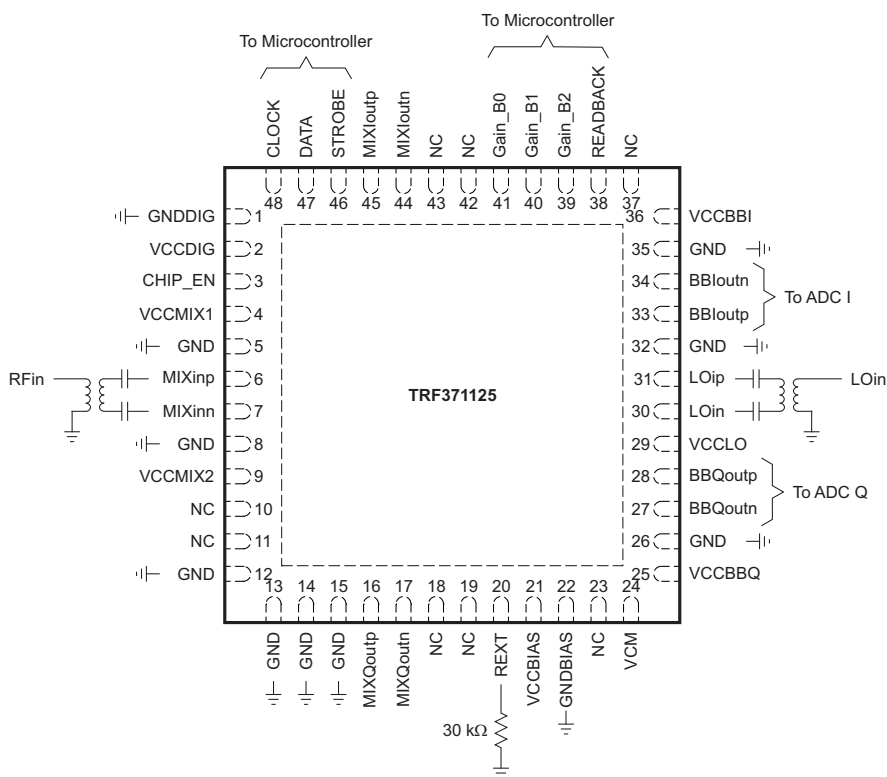 To Microcontroller
To Microcontroller
CLOCK
DATA
STROBE
MIXIoutp
MIXIoutn
NC
NC
Gain_B0
Gain_B1
Gain_B2
READBACK
NC
48 47 46 45 44 43 42 41 40 39 38 37
GNDDIG 1
VCCDIG 2
CHIP_EN 3
VCCMIX1 4
GND 5
RFin
MIXinp 6
MIXinn 7
GND 8
VCCMIX2 9
NC 10
NC 11
GND 12
TRF371125
36 VCCBBI
35 GND
34 BBIoutn
33 BBIoutp
To ADC I
32 GND
31 LOip
LOin
30 LOin
29 VCCLO
28 BBQoutp
27 BBQoutn
To ADC Q
26 GND
25 VCCBBQ
13 14 15 16 17 18 19 20 21 22 23 24
GND
GND
GND
MIXQoutp
MIXQoutn
NC
NC
REXT
VCCBIAS
GNDBIAS
NC
VCM
30 kΩ